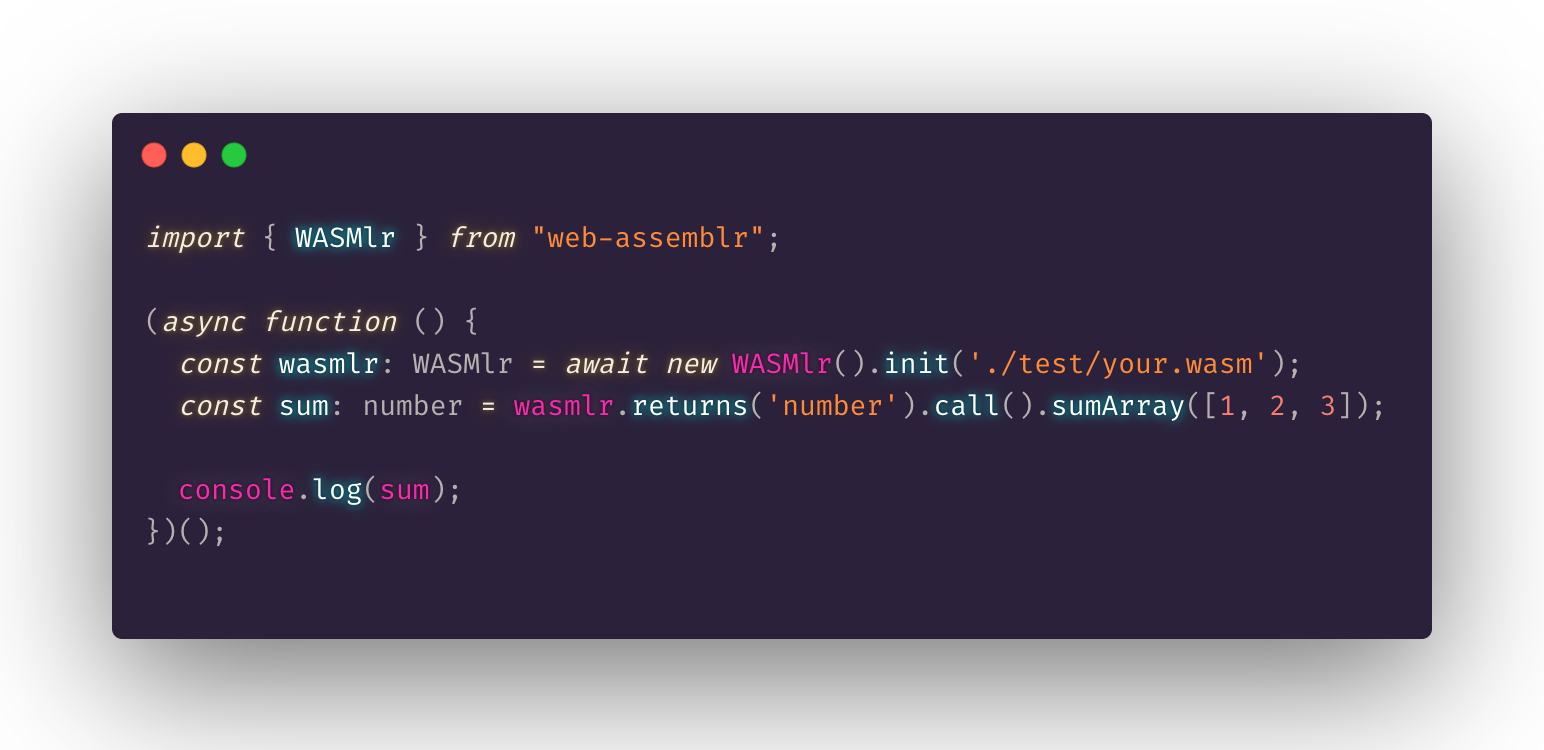 import { WASMlr } from "web-assemblr";
(async function () {
const wasmlr: WASMlr = await new WASMlr().init('./test/your.wasm');
const sum: number = wasmlr.returns('number').call().sumArray([1, 2, 3]);
console.log(sum);
})();